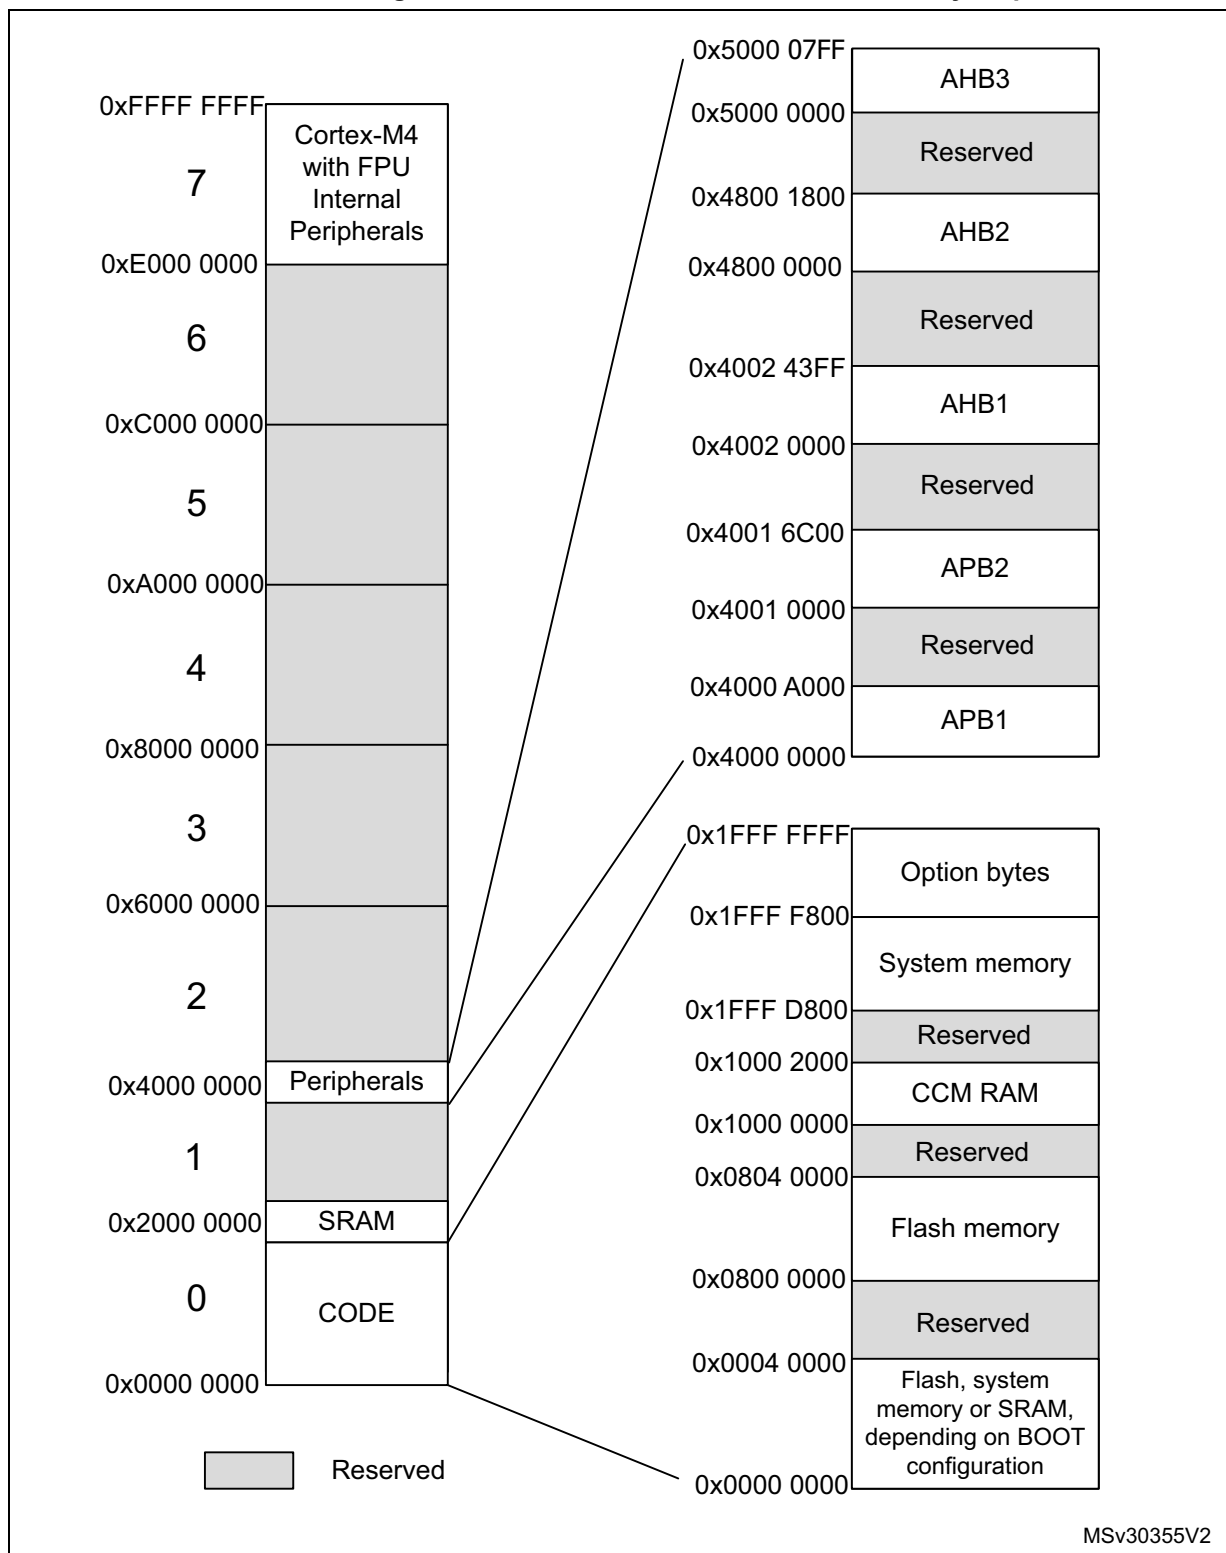 0xFFFF FFFF
Cortex-M4
with FPU
Internal
Peripherals
7
0xE000 0000
6
0xC000 0000
5
0xA000 0000
4
0x8000 0000
3
0x6000 0000
2
0x4000 0000
Peripherals
1
0x2000 0000
SRAM
0
CODE
0x0000 0000
Reserved
0x5000 07FF
AHB3
0x5000 0000
Reserved
0x4800 1800
AHB2
0x4800 0000
Reserved
0x4002 43FF
AHB1
0x4002 0000
Reserved
0x4001 6C00
APB2
0x4001 0000
Reserved
0x4000 A000
APB1
0x4000 0000
0x1FFF FFFF
Option bytes
0x1FFF F800
System memory
0x1FFF D800
Reserved
0x1000 2000
CCM RAM
0x1000 0000
Reserved
0x0804 0000
Flash memory
0x0800 0000
Reserved
0x0004 0000
Flash, system
memory or SRAM,
depending on BOOT
configuration
0x0000 0000
MSv30355V2